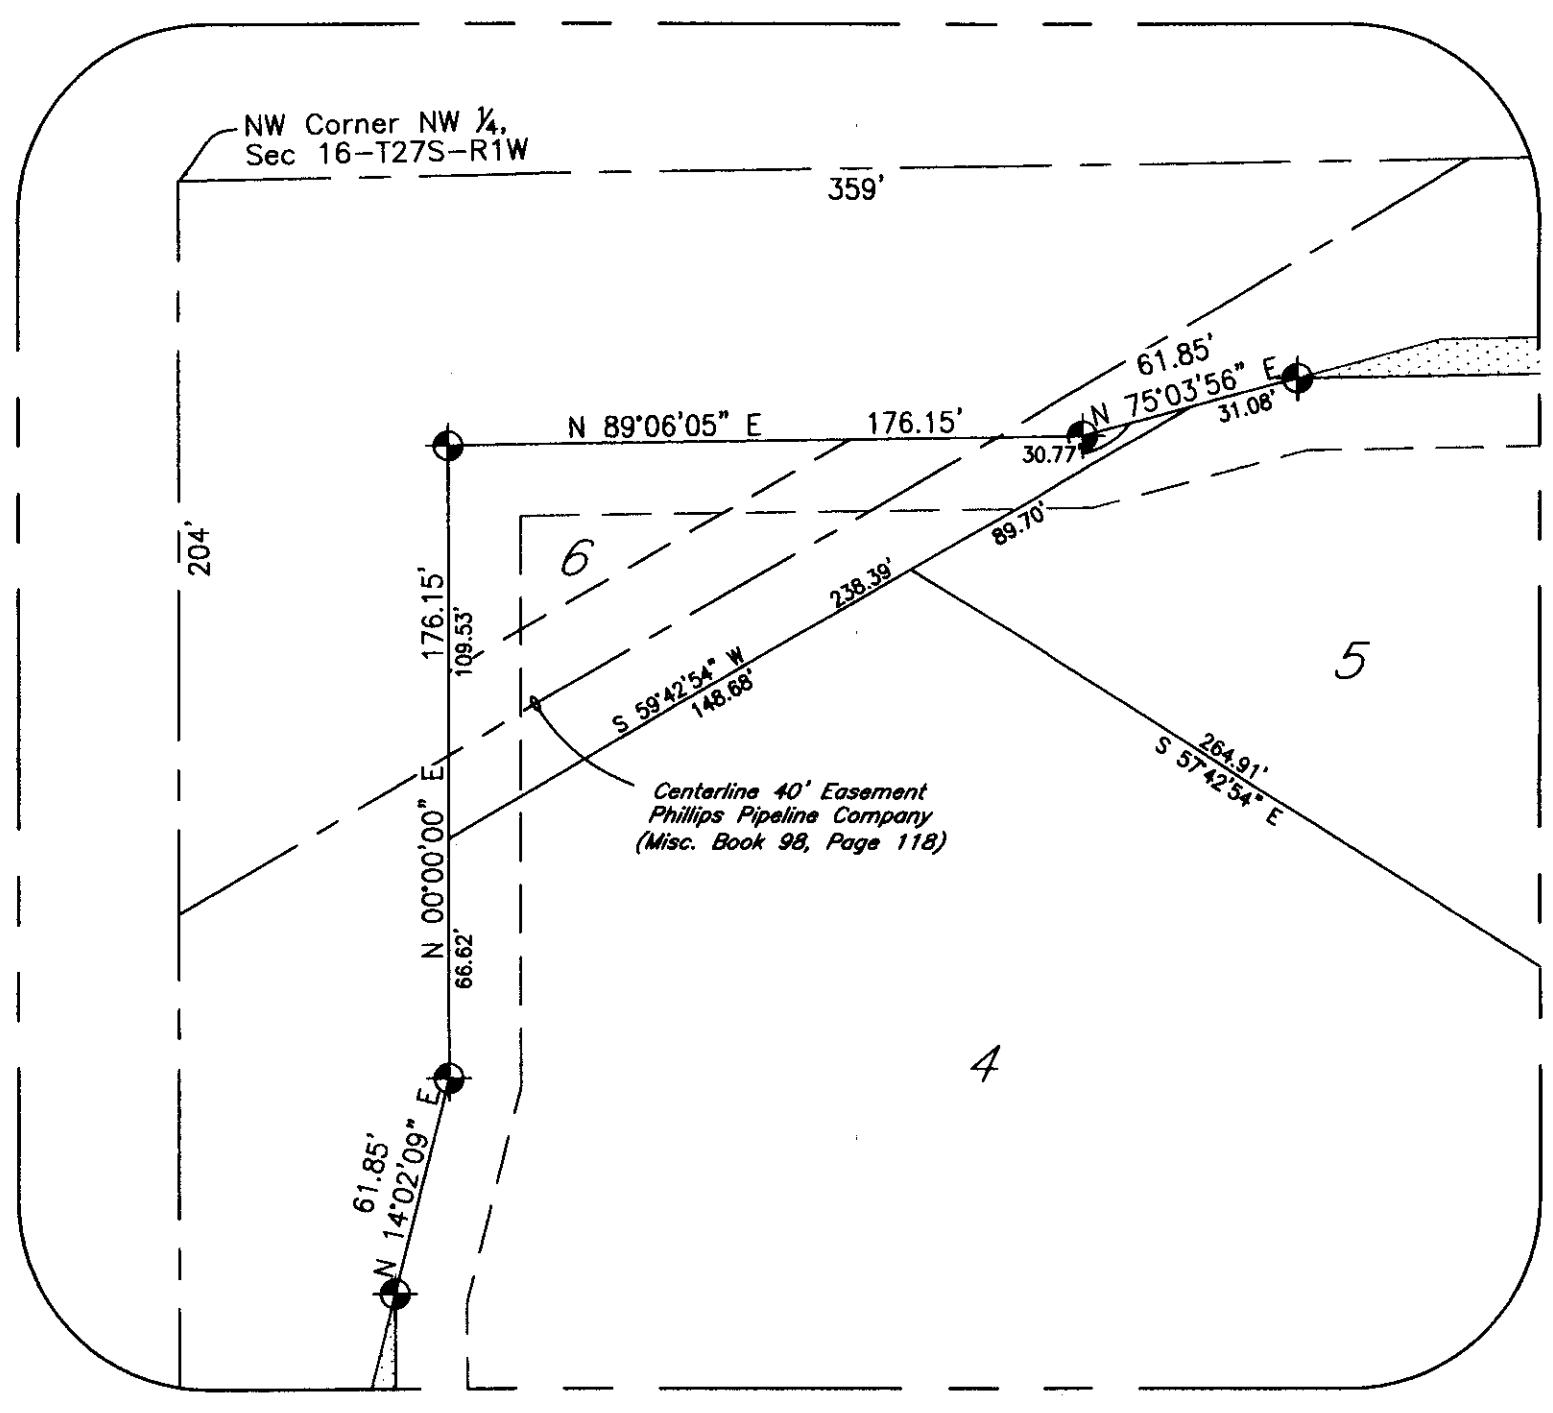 NW Corner NW ¼,
Sec 16-T27S-R1W
359'
61.85'
N 75°03'56" E
31.08'
N 89°06'05" E 176.15'
30.77'
204'
6
89.70'
238.39'
176.15'
109.53'
5
S 59°42'54" W
148.68'
264.91'
S 57°42'54" E
Centerline 40' Easement
Phillips Pipeline Company
(Misc. Book 98, Page 118)
N 00°00'00" E
66.62'
4
61.85'
N 14°02'09" E